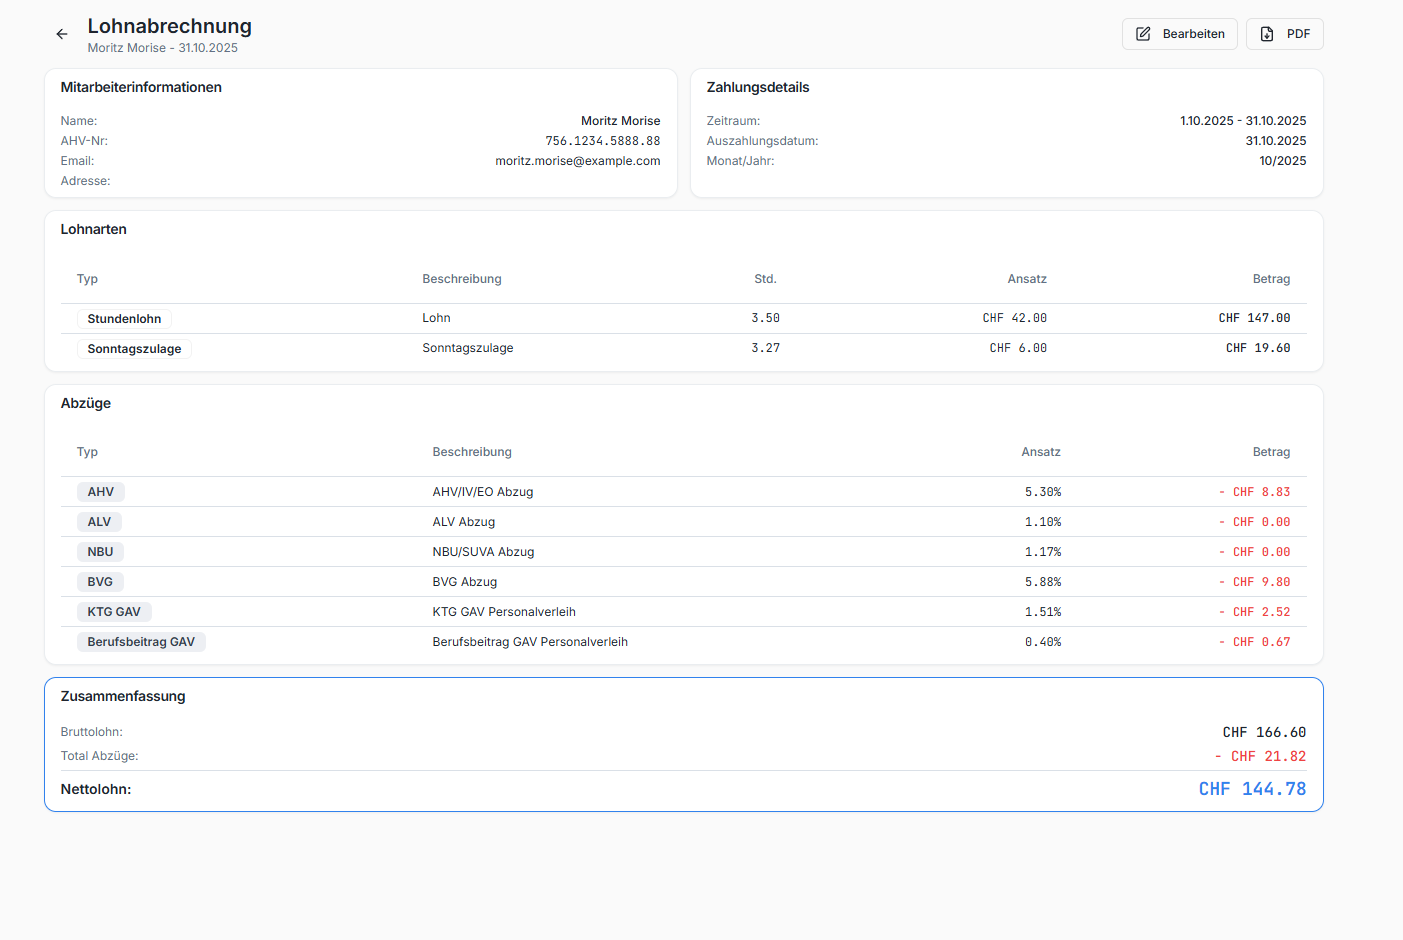 Lohnabrechnung
Moritz Morise - 31.10.2025
Bearbeiten
PDF
Mitarbeiterinformationen
Name: Moritz Morise
AHV-Nr: 756.1234.5888.88
Email: moritz.morise@example.com
Adresse:
Zahlungsdetails
Zeitraum: 1.10.2025 - 31.10.2025
Auszahlungsdatum: 31.10.2025
Monat/Jahr: 10/2025
Lohnarten
Typ Beschreibung Std. Ansatz Betrag
Stundenlohn Lohn 3.50 CHF 42.00 CHF 147.00
Sonntagszulage Sonntagszulage 3.27 CHF 6.00 CHF 19.60
Abzüge
Typ Beschreibung Ansatz Betrag
AHV AHV/IV/EO Abzug 5.30% - CHF 8.83
ALV ALV Abzug 1.10% - CHF 0.00
NBU NBU/SUVA Abzug 1.17% - CHF 0.00
BVG BVG Abzug 5.88% - CHF 9.80
KTG GAV KTG GAV Personalverleih 1.51% - CHF 2.52
Berufsbeitrag GAV Berufsbeitrag GAV Personalverleih 0.40% - CHF 0.67
Zusammenfassung
Bruttolohn: CHF 166.60
Total Abzüge: - CHF 21.82
Nettolohn: CHF 144.78